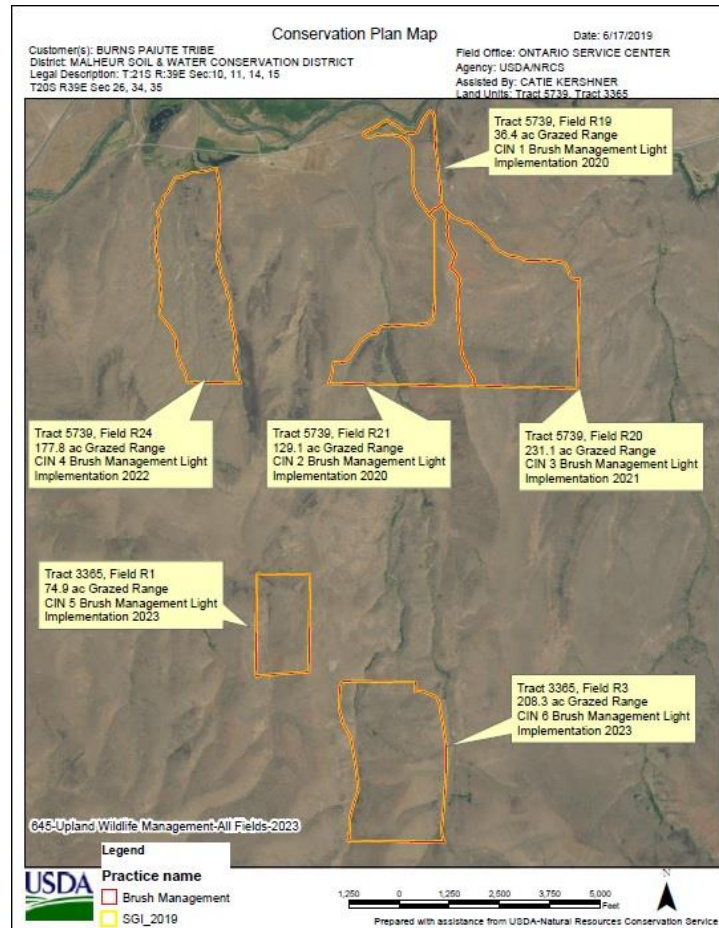 Conservation Plan Map
Date: 6/17/2019
Customer(s): BURNS PAIUTE TRIBE
District: MALHEUR SOIL & WATER CONSERVATION DISTRICT
Legal Description: T:21S R:39E Sec:10, 11, 14, 15
T20S R39E Sec 26, 34, 35
Field Office: ONTARIO SERVICE CENTER
Agency: USDA/NRCS
Assisted By: CATIE KERSHNER
Land Units: Tract 5739, Tract 3365
Tract 5739, Field R19
36.4 ac Grazed Range
CIN 1 Brush Management Light
Implementation 2020
Tract 5739, Field R24
177.8 ac Grazed Range
CIN 4 Brush Management Light
Implementation 2022
Tract 5739, Field R21
129.1 ac Grazed Range
CIN 2 Brush Management Light
Implementation 2020
Tract 5739, Field R20
231.1 ac Grazed Range
CIN 3 Brush Management Light
Implementation 2021
Tract 3365, Field R1
74.9 ac Grazed Range
CIN 5 Brush Management Light
Implementation 2023
Tract 3365, Field R3
208.3 ac Grazed Range
CIN 6 Brush Management Light
Implementation 2023
645-Upland Wildlife Management-All Fields-2023
Legend
Practice name
Brush Management
SGI_2019
USDA
1,250 0 1,250 2,500 3,750 5,000
Feet
N
Prepared with assistance from USDA-Natural Resources Conservation Service